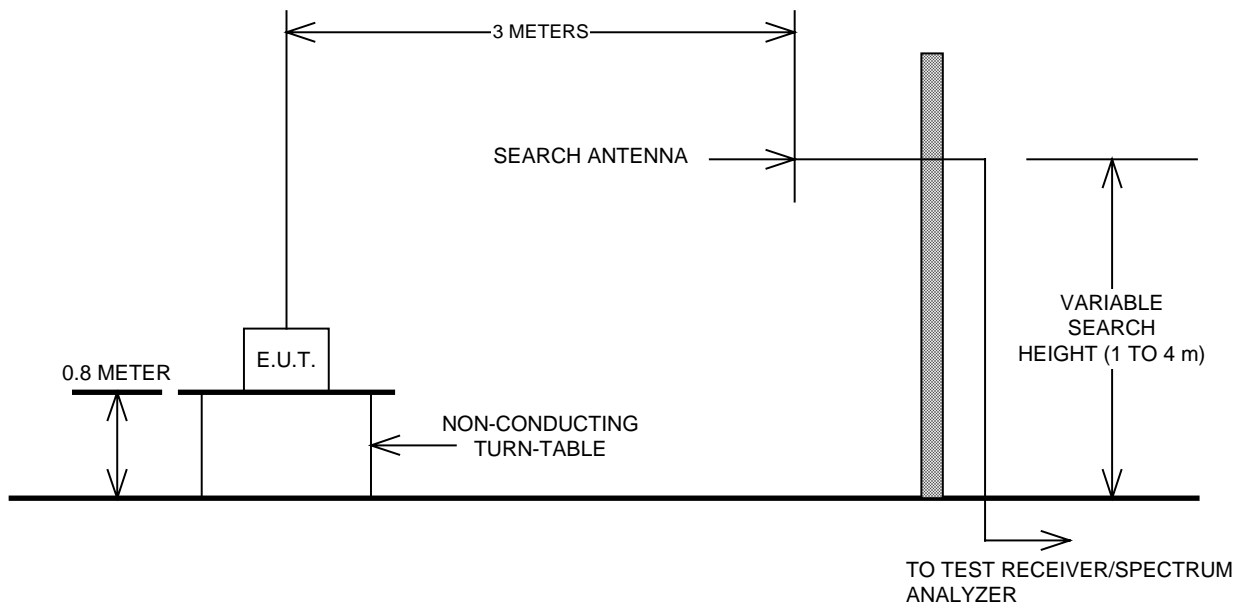 3 METERS
SEARCH ANTENNA
E.U.T.
0.8 METER
NON-CONDUCTING
TURN-TABLE
VARIABLE
SEARCH
HEIGHT (1 TO 4 m)
TO TEST RECEIVER/SPECTRUM
ANALYZER